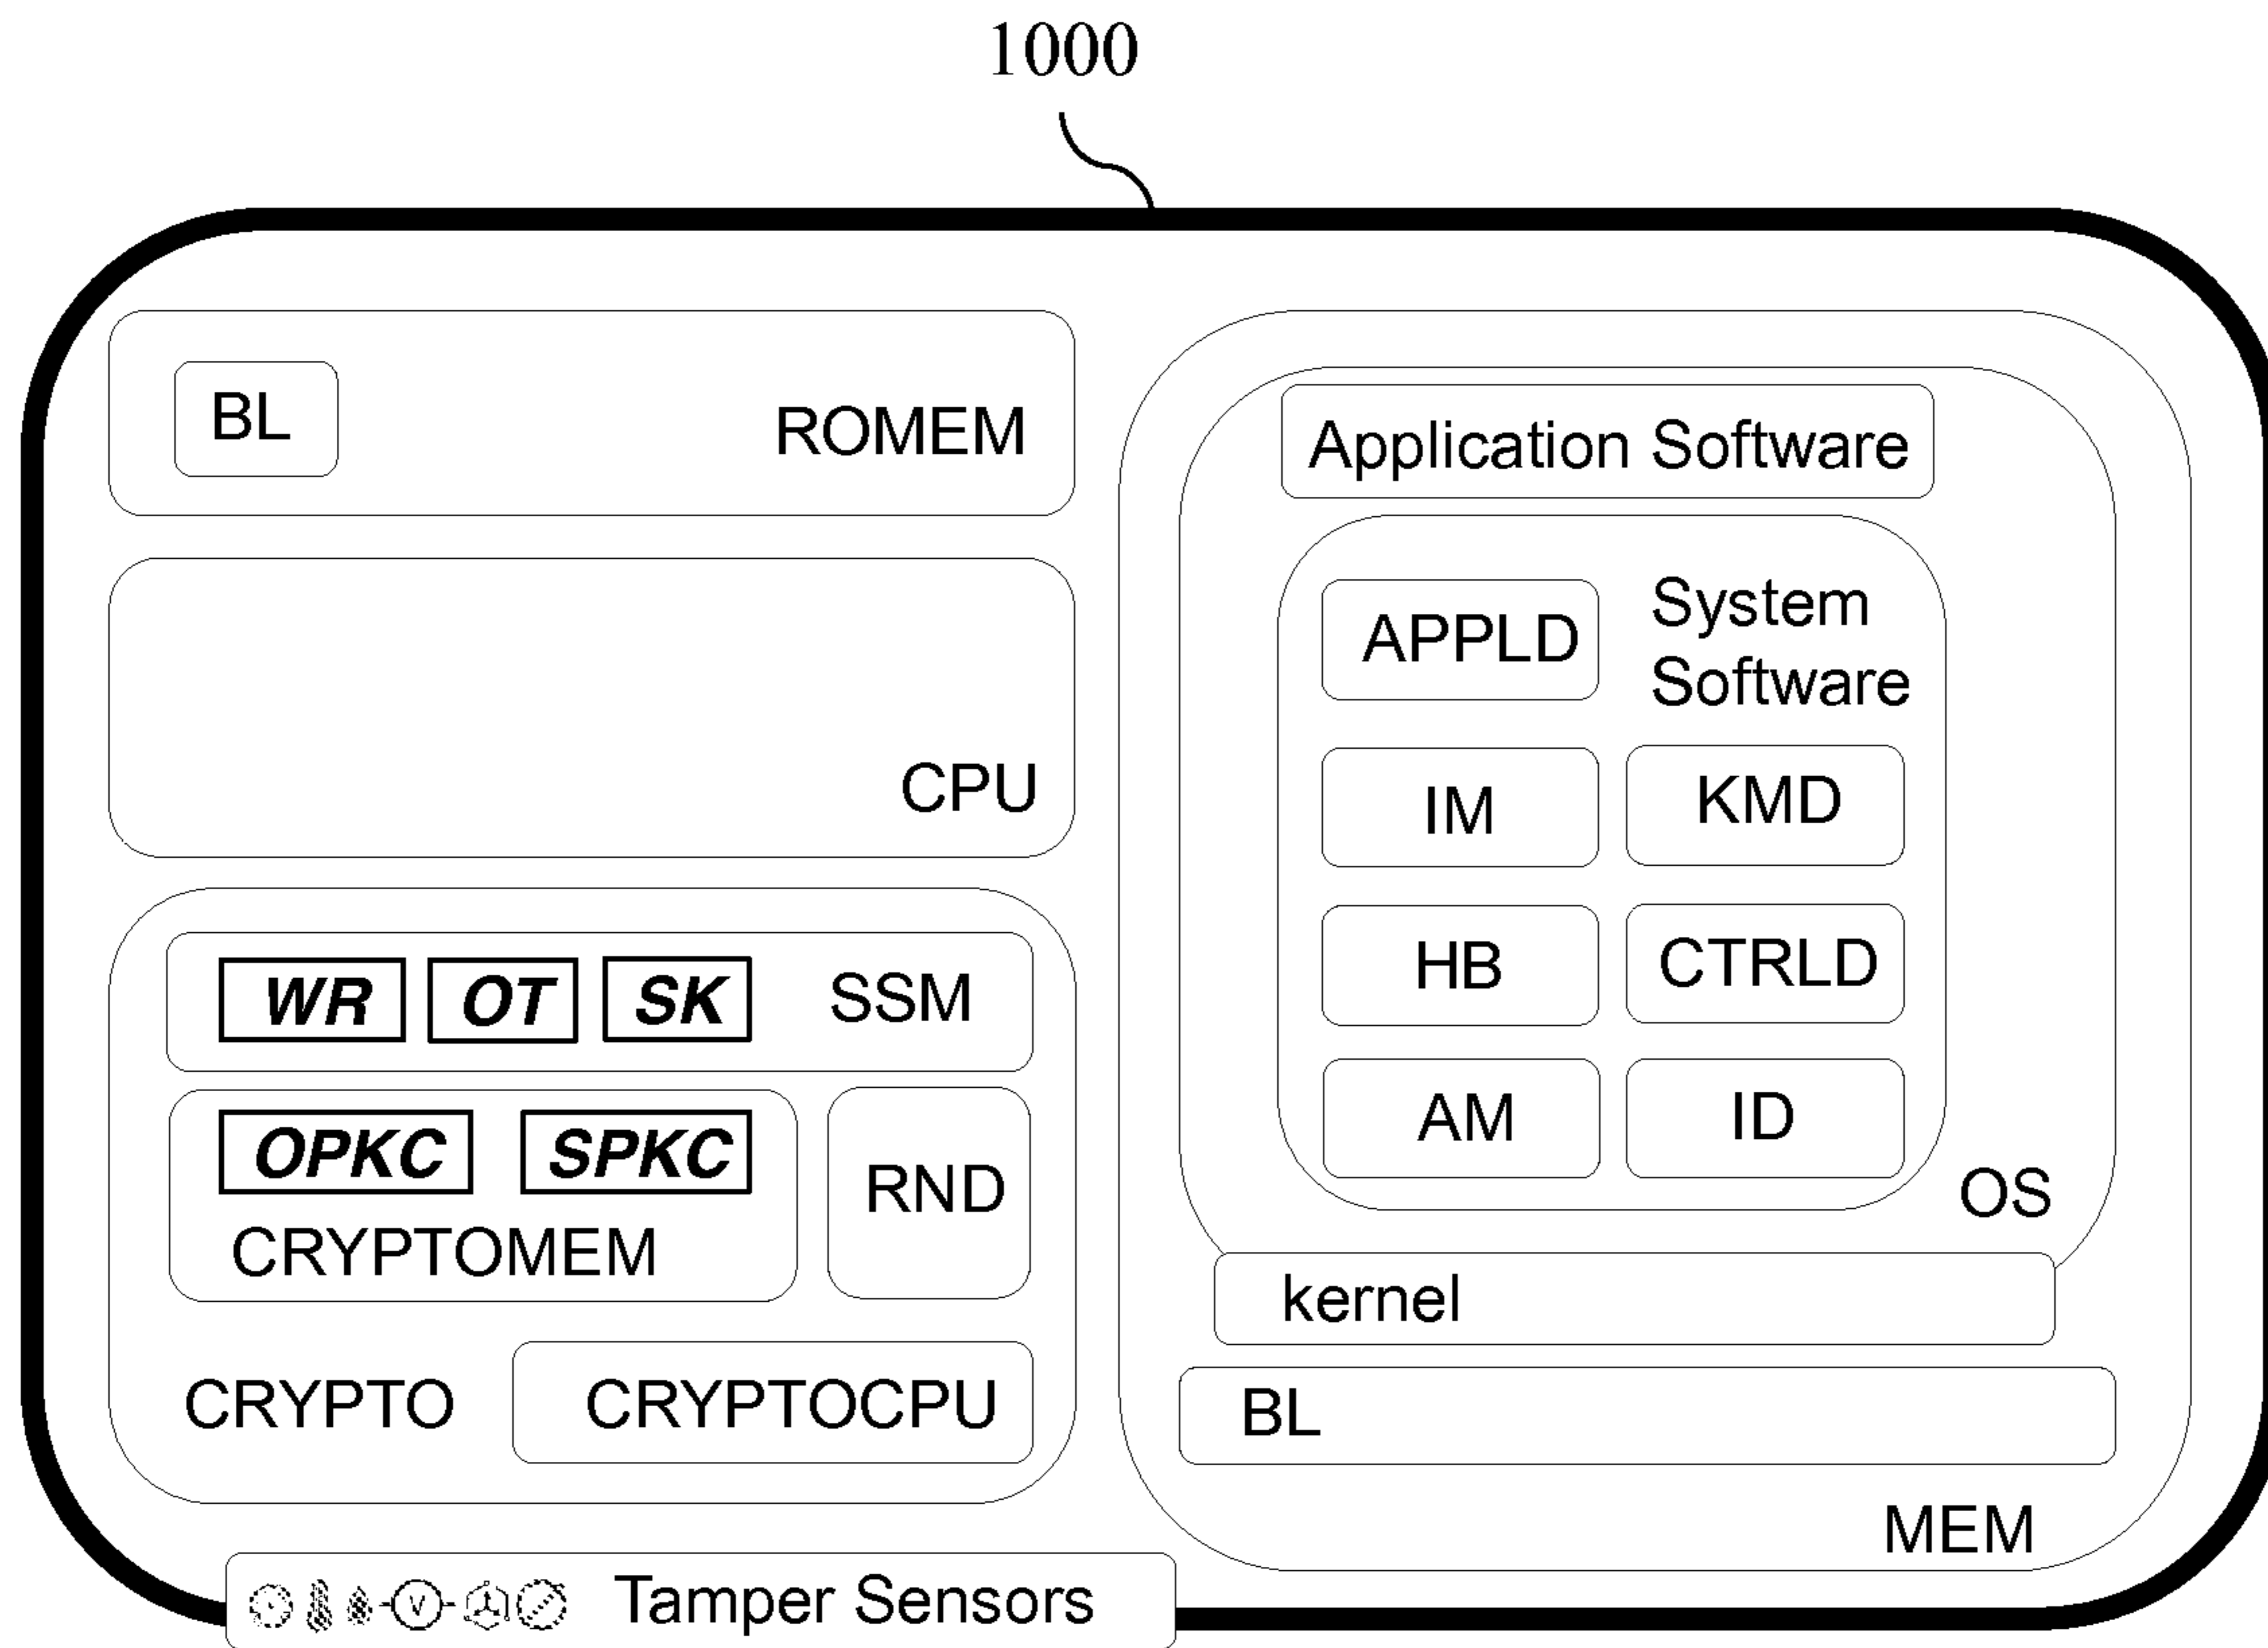 1000
BL
ROMEM
CPU
WR OT SK SSM
OPKC SPKC
CRYPTOMEM
RND
CRYPTO
CRYPTOCPU
V
Tamper Sensors
Application Software
APPLD
System
Software
IM
KMD
HB
CTRLD
AM
ID
OS
kernel
BL
MEM